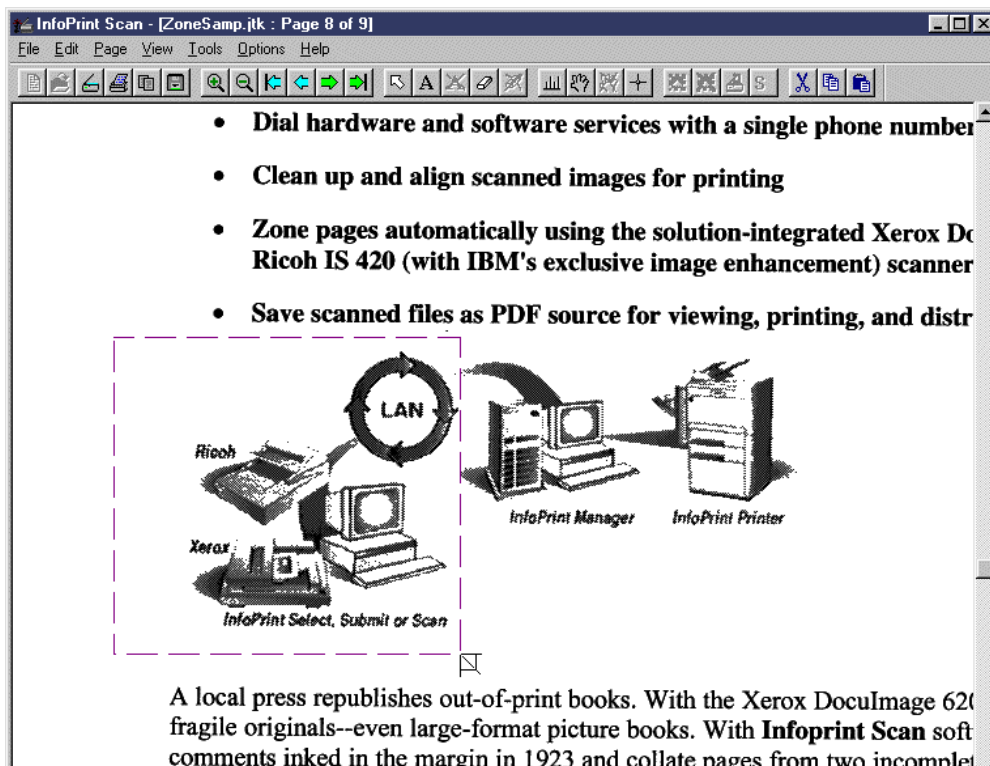 InfoPrint Scan - [ZoneSamp.jtk : Page 8 of 9]
File Edit Page View Tools Options Help
A S
• Dial hardware and software services with a single phone number
• Clean up and align scanned images for printing
• Zone pages automatically using the solution-integrated Xerox Do
Ricoh IS 420 (with IBM's exclusive image enhancement) scanner
• Save scanned files as PDF source for viewing, printing, and distr
LAN
Ricoh
InfoPrint Manager InfoPrint Printer
Xerox
InfoPrint Select, Submit or Scan
A local press republishes out-of-print books. With the Xerox DocuImage 620
fragile originals--even large-format picture books. With Infoprint Scan soft
comments inked in the margin in 1923 and collate pages from two incomplet